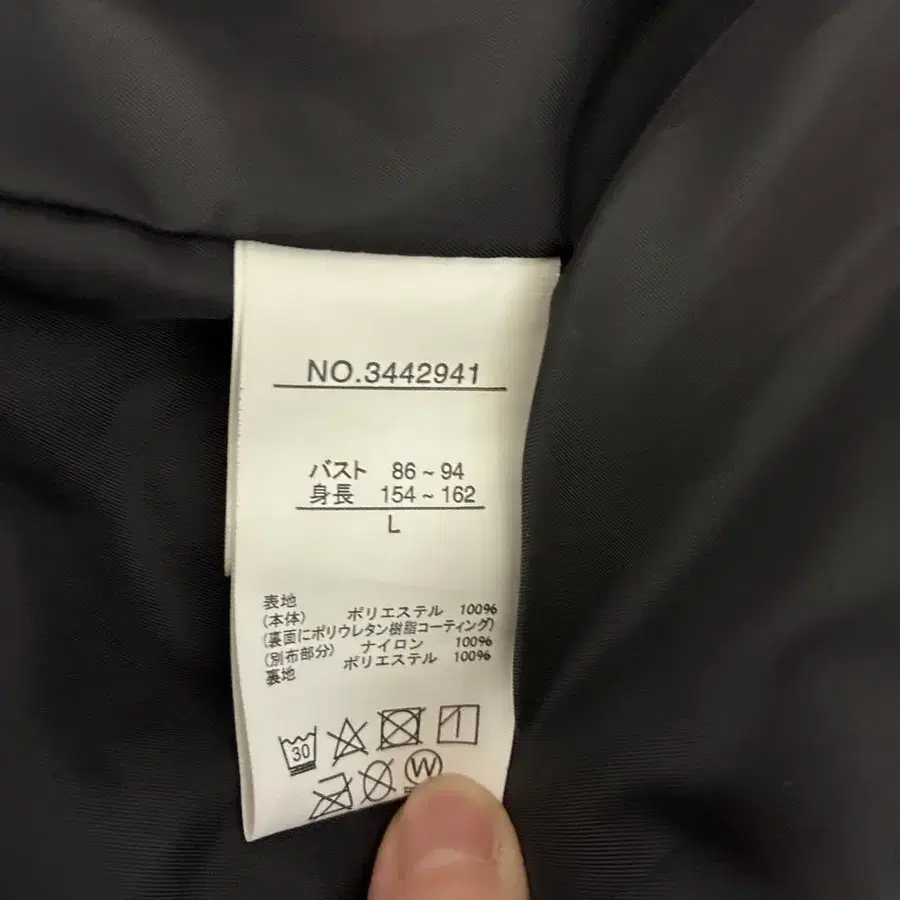 NO.3442941
バスト 86~94
身長 154~162
L
表地
(本体) ポリエステル 100%
(裏面にポリウレタン樹脂コーティング)
(別布部分) ナイロン 100%
裏地 ポリエステル 100%
30
W